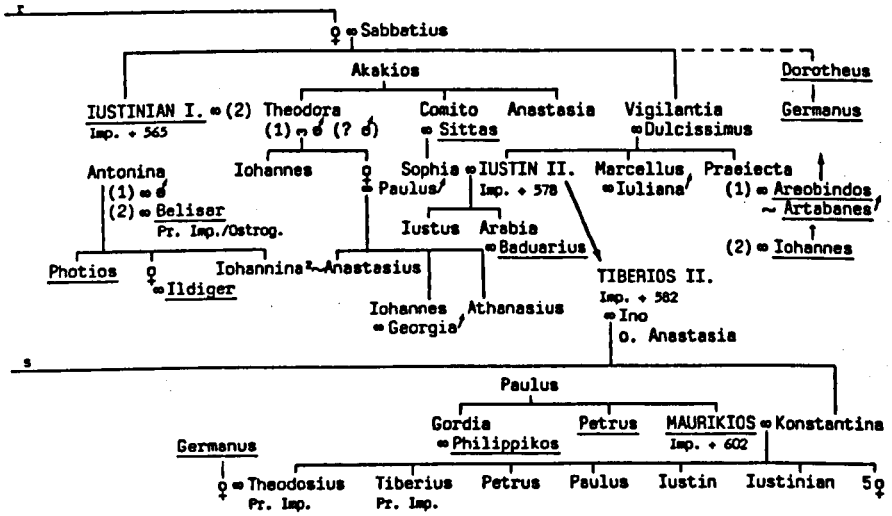 r
♀ ∞ Sabbatius
Akakios
Dorotheus
IUSTINIAN I. ∞ (2) Theodora Comito Anastasia Vigilantia Germanus
Imp. + 565 (1) ∾ ♂ (? ♂) ∞ Sittas ∞ Dulcissimus
Antonina Iohannes ♀ Sophia ∞ IUSTIN II. Marcellus Praeiecta
(1) ∞ ♂ Paulus Imp. + 578 ∞ Iuliana (1) ∞ Areobindos
(2) ∞ Belisar ~ Artabanes
Pr. Imp./Ostrog. Iustus Arabia
∞ Baduarius (2) ∞ Iohannes
Photios ♀ Iohannina ² ~ Anastasius TIBERIOS II.
∞ Ildiger Imp. + 582
Iohannes Athanasius ∞ Ino
∞ Georgia o. Anastasia
s
Paulus
Gordia Petrus MAURIKIOS ∞ Konstantina
∞ Philippikos Imp. + 602
Germanus
♀ ∞ Theodosius Tiberius Petrus Paulus Iustin Iustinian 5♀
Pr. Imp. Pr. Imp.